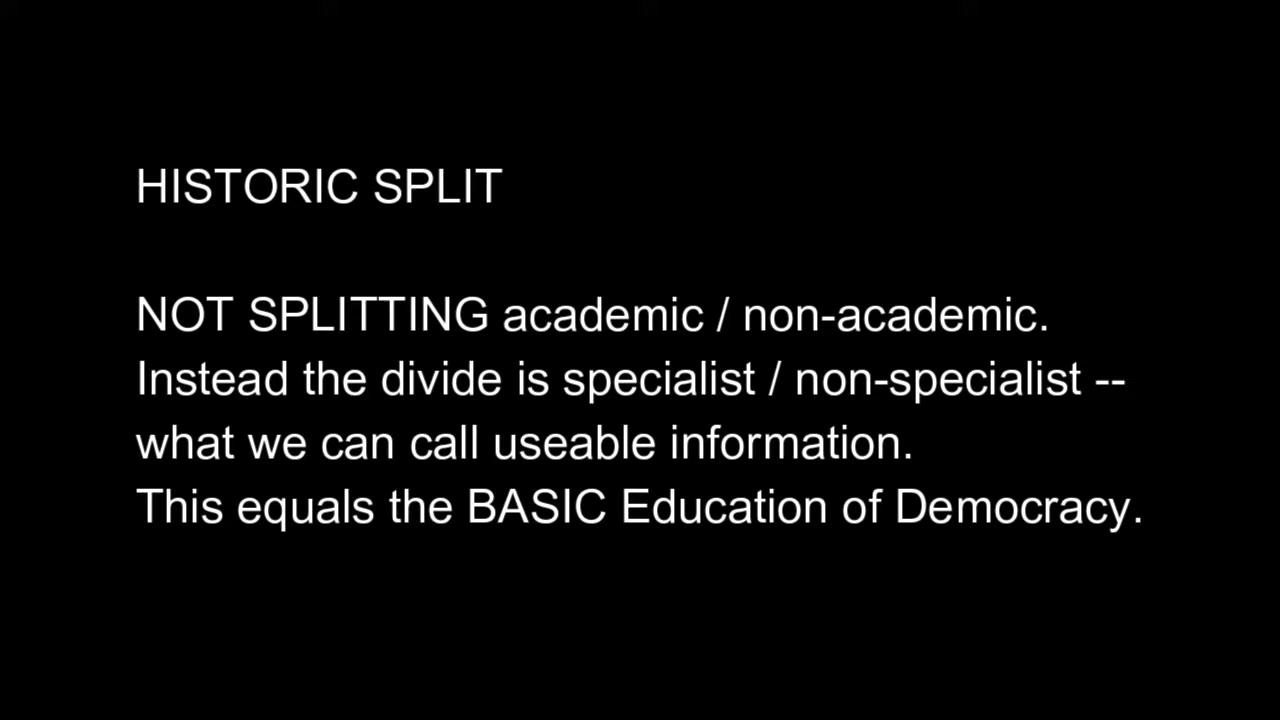 HISTORIC SPLIT
NOT SPLITTING academic / non-academic.
Instead the divide is specialist / non-specialist --
what we can call useable information.
This equals the BASIC Education of Democracy.